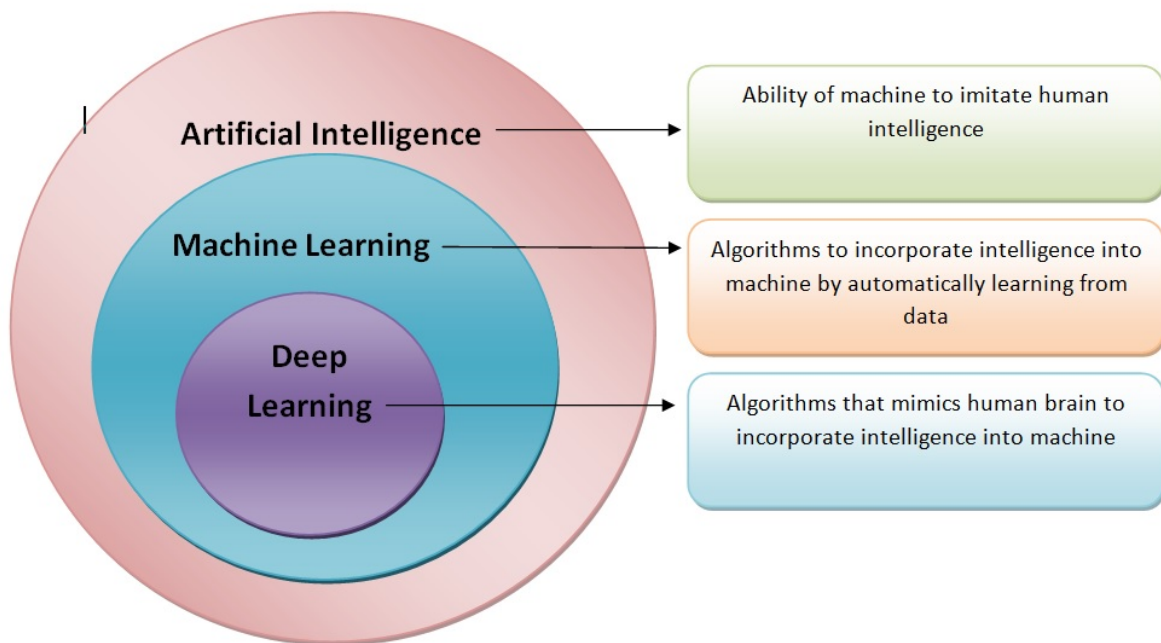 Artificial Intelligence
Ability of machine to imitate human
intelligence
Machine Learning
Algorithms to incorporate intelligence into
machine by automatically learning from
data
Deep
Learning
Algorithms that mimics human brain to
incorporate intelligence into machine